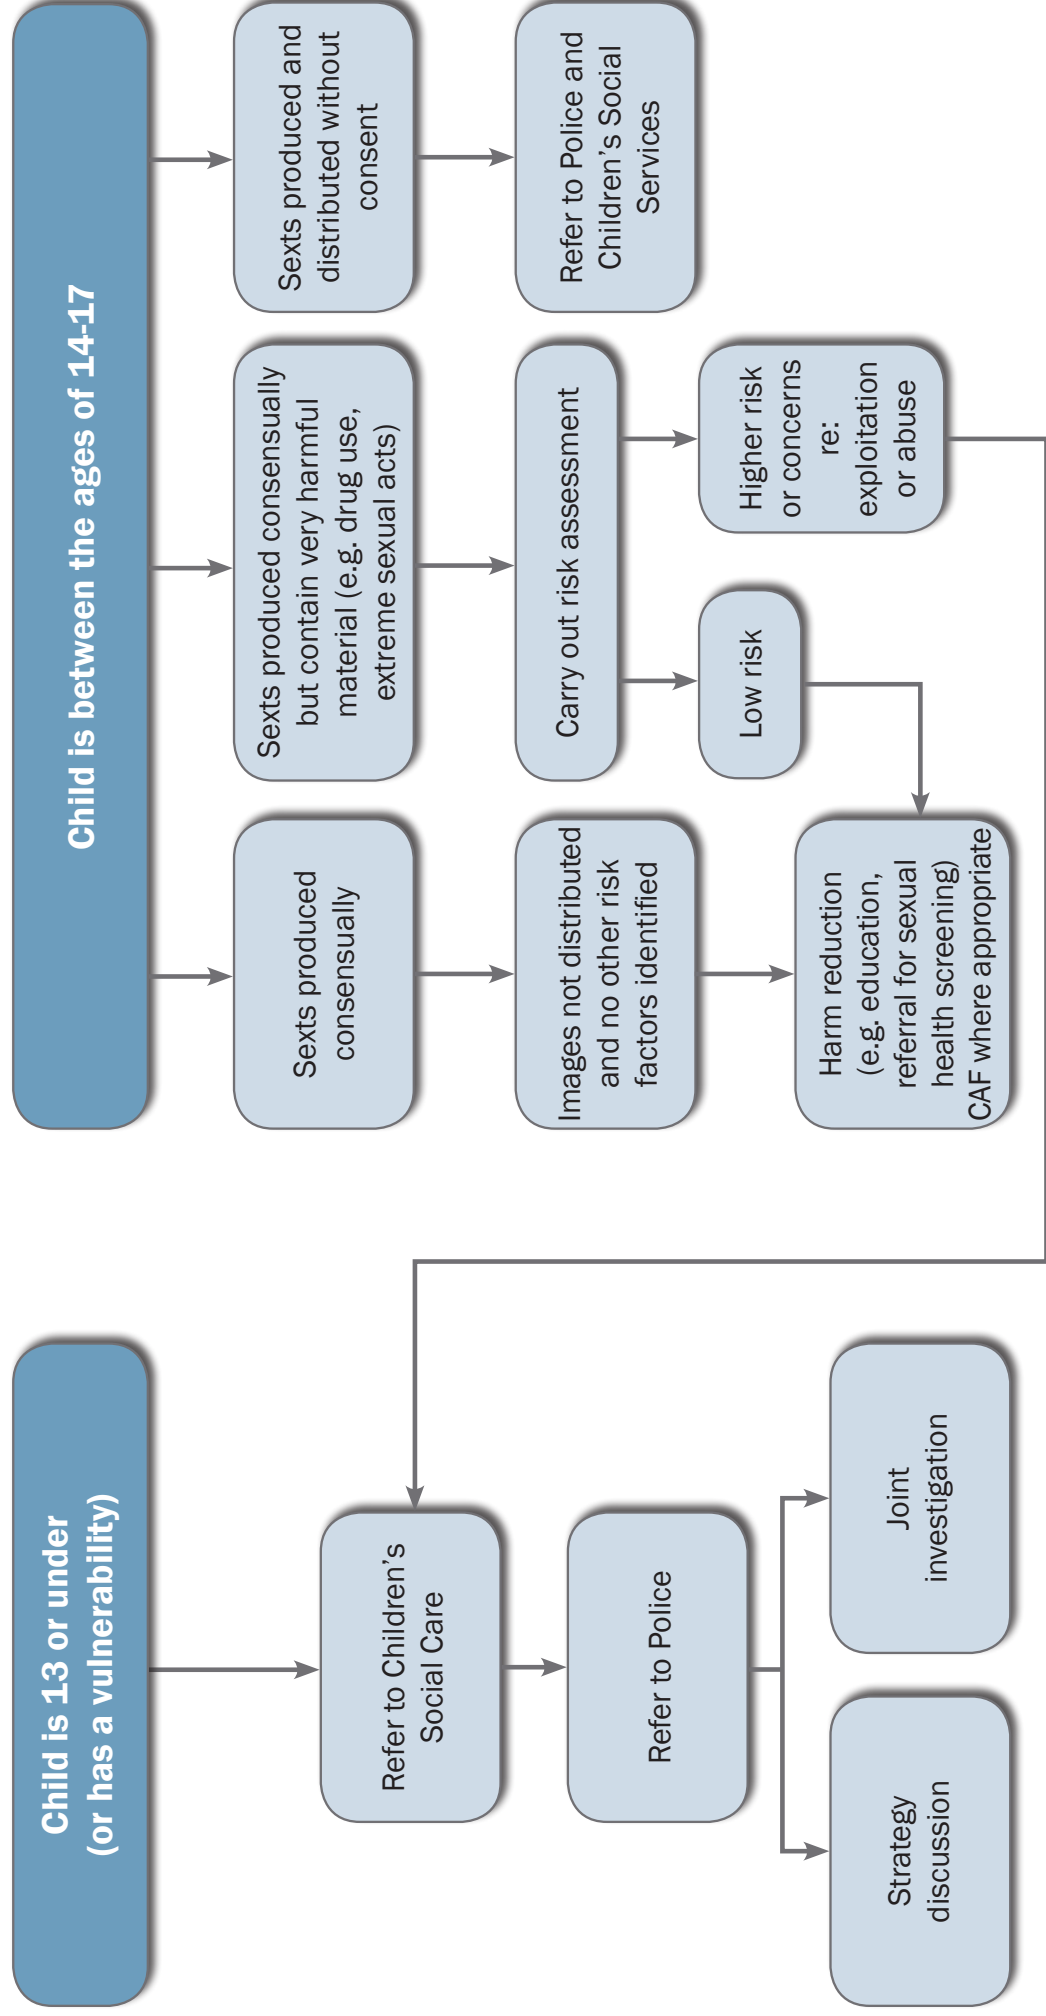 Child is 13 or under
(or has a vulnerability)
Refer to Children’s
Social Care
Refer to Police
Strategy
discussion
Joint
investigation
Child is between the ages of 14-17
Sexts produced
consensually
Images not distributed
and no other risk
factors identified
Harm reduction
(e.g. education,
referral for sexual
health screening)
CAF where appropriate
Sexts produced consensually
but contain very harmful
material (e.g. drug use,
extreme sexual acts)
Carry out risk assessment
Low risk
Higher risk
or concerns
re:
exploitation
or abuse
Sexts produced and
distributed without
consent
Refer to Police and
Children’s Social
Services